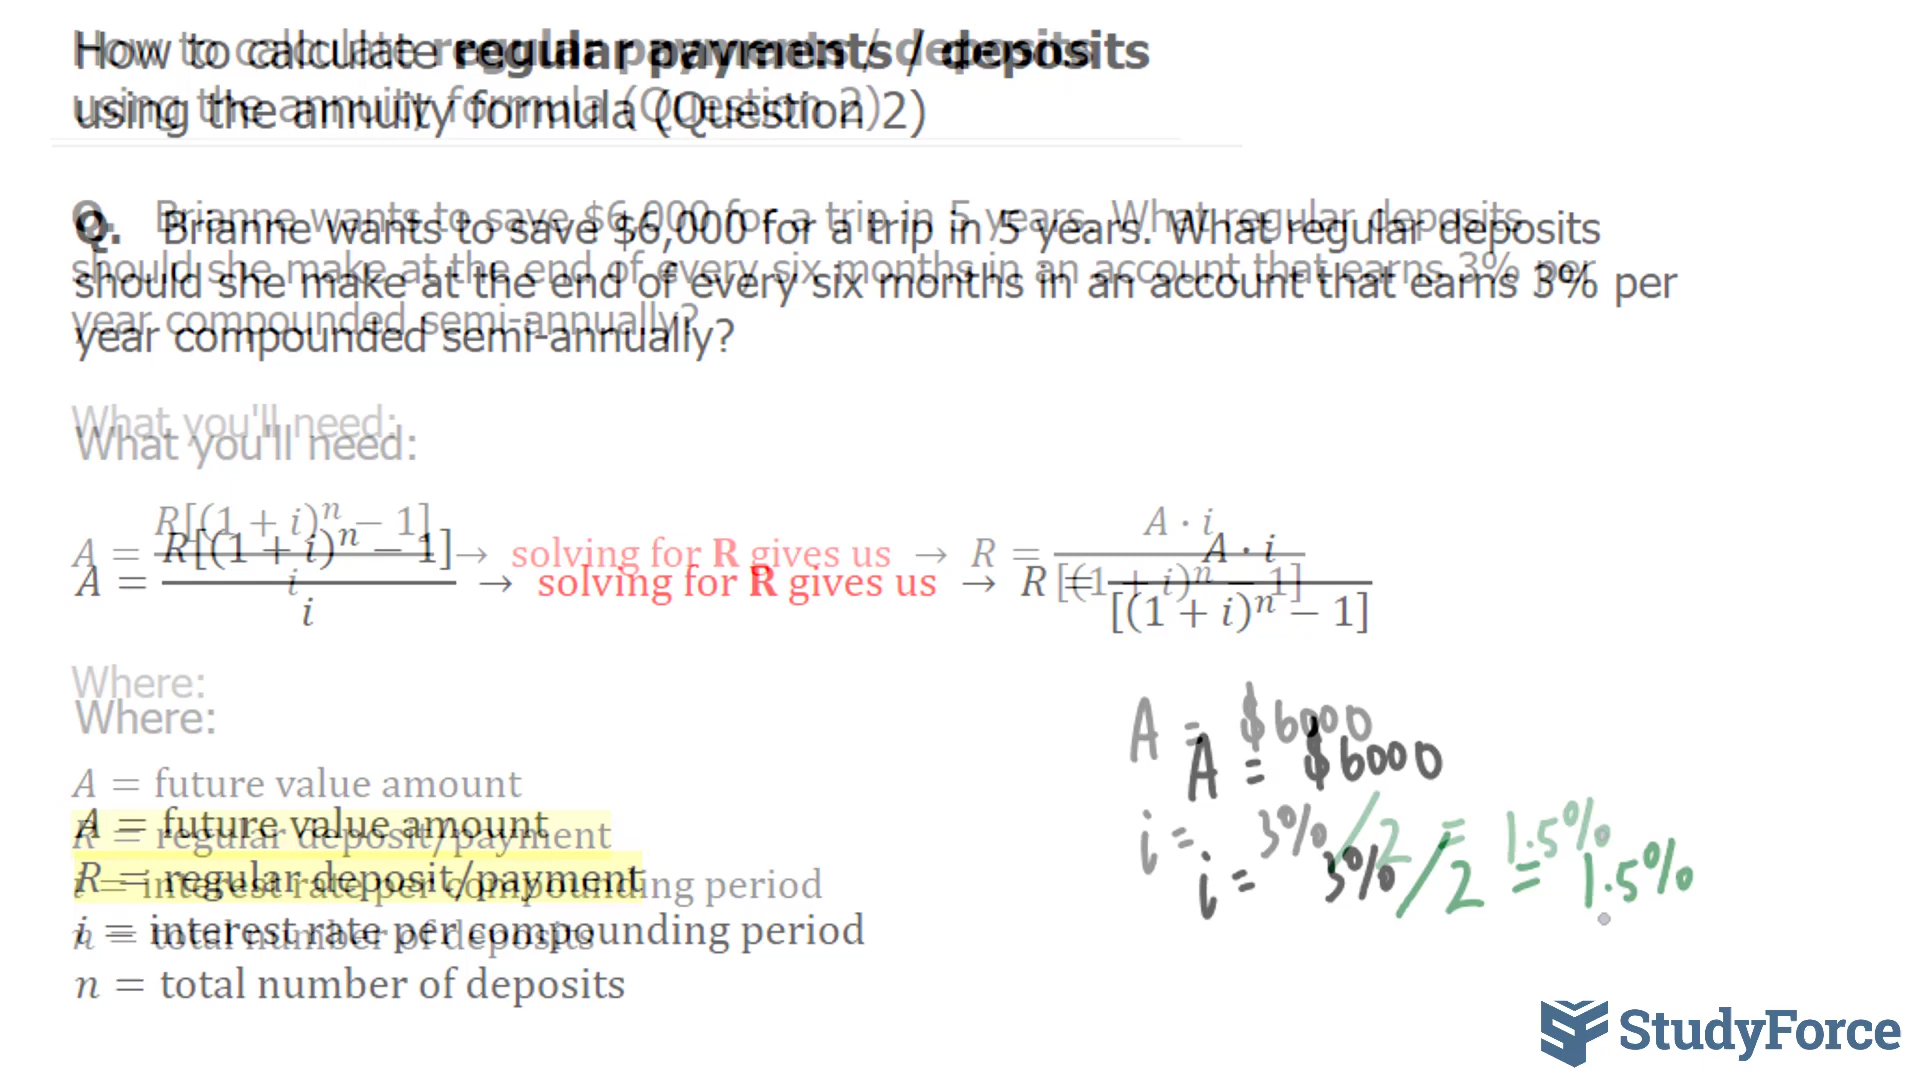 How to calculate regular payments / deposits
using the annuity formula (Question 2)
Q. Brianne wants to save $6,000 for a trip in 5 years. What regular deposits
should she make at the end of every six months in an account that earns 3% per
year compounded semi-annually?
What you'll need:
A = R[(1 + i)^n − 1] / i → solving for R gives us → R = A · i / [(1 + i)^n − 1]
Where:
A = future value amount
R = regular deposit/payment
i = interest rate per compounding period
n = total number of deposits
A = $6000
i = 3%/2 = 1.5%
StudyForce